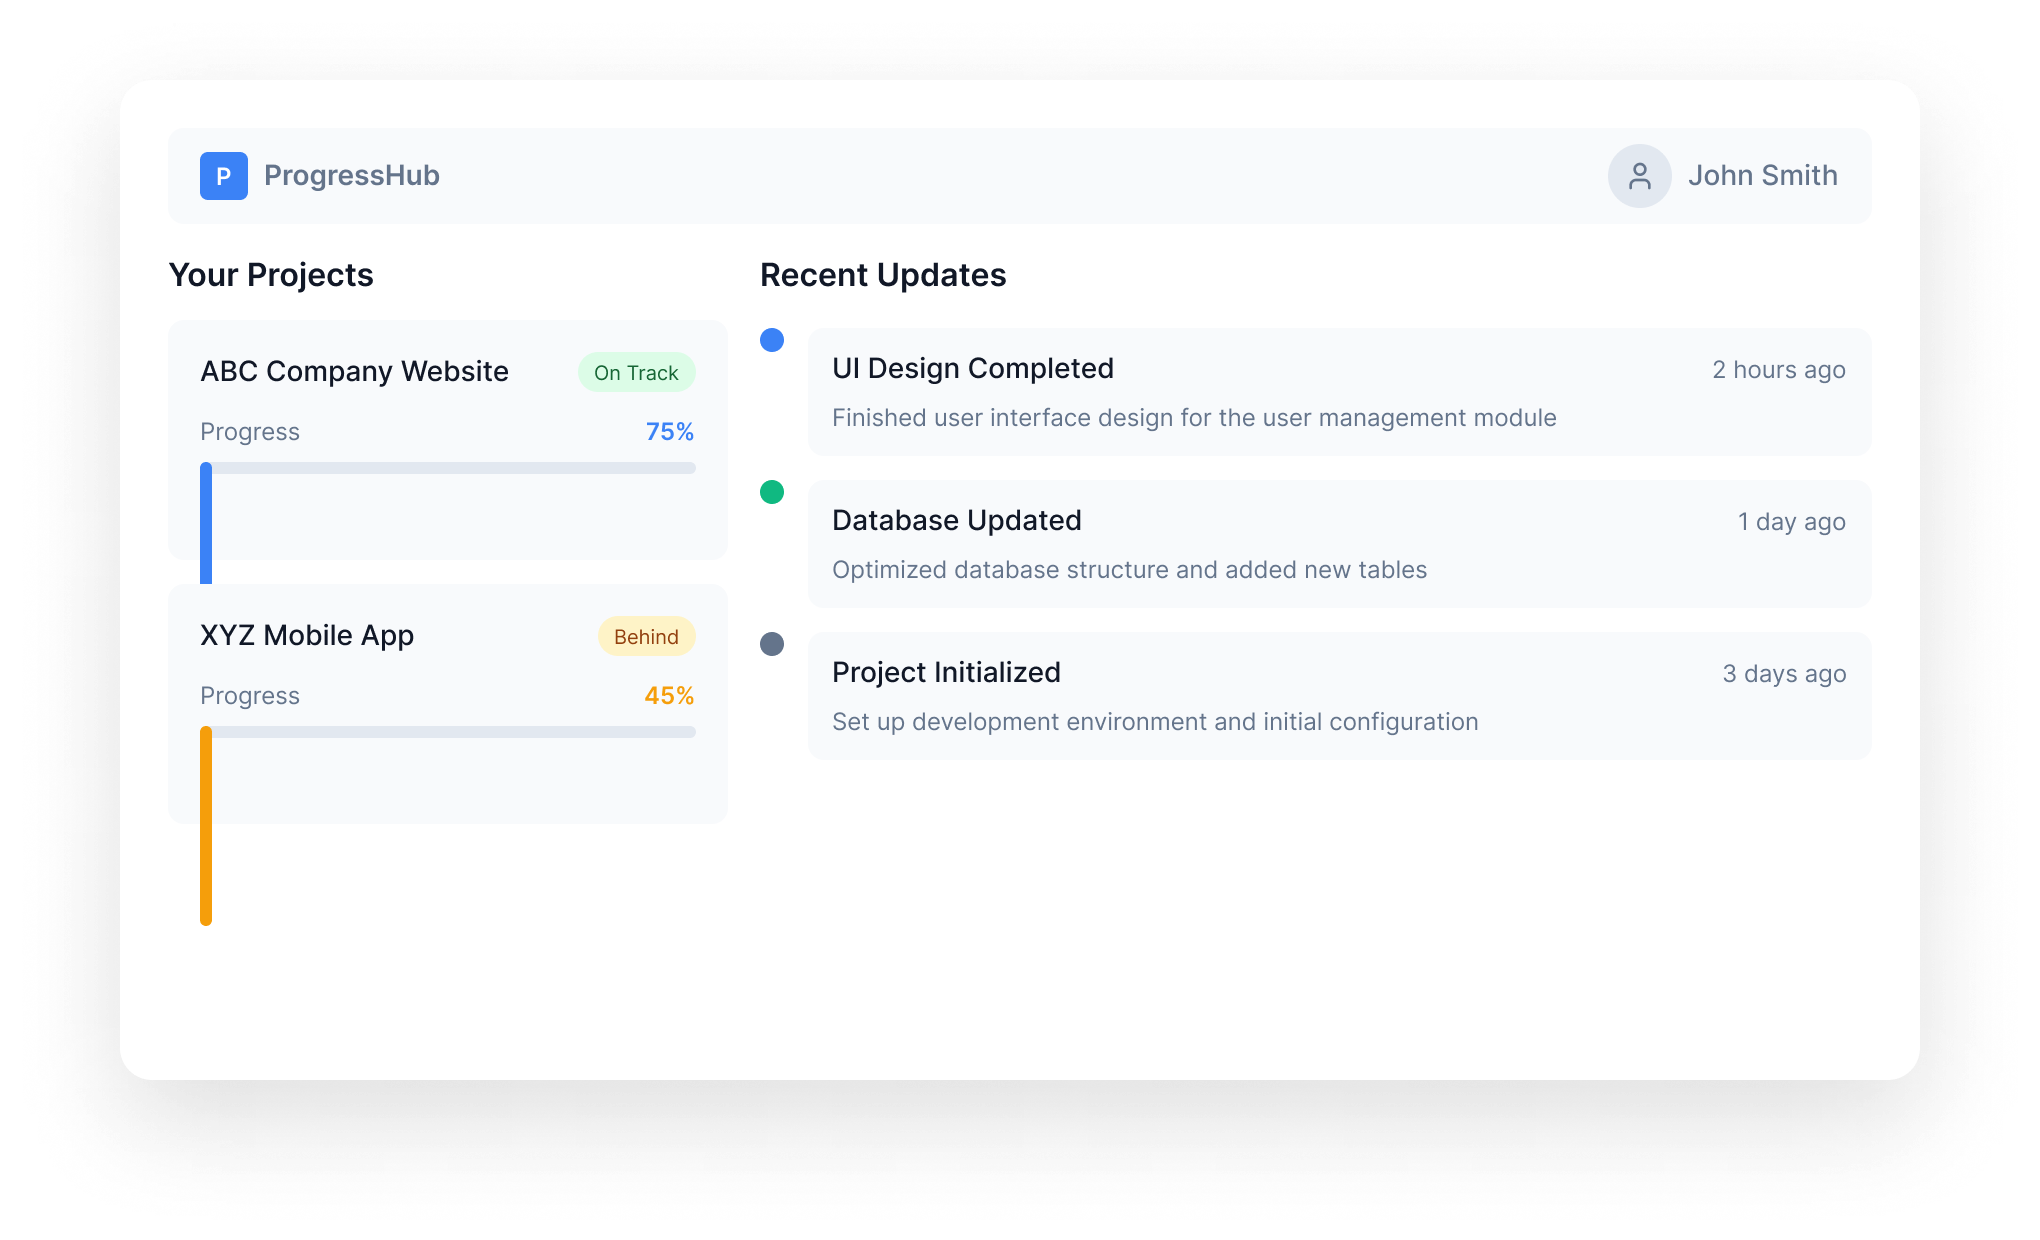 P
ProgressHub
John Smith
Your Projects
ABC Company Website
On Track
Progress
75%
XYZ Mobile App
Behind
Progress
45%
Recent Updates
UI Design Completed
2 hours ago
Finished user interface design for the user management module
Database Updated
1 day ago
Optimized database structure and added new tables
Project Initialized
3 days ago
Set up development environment and initial configuration